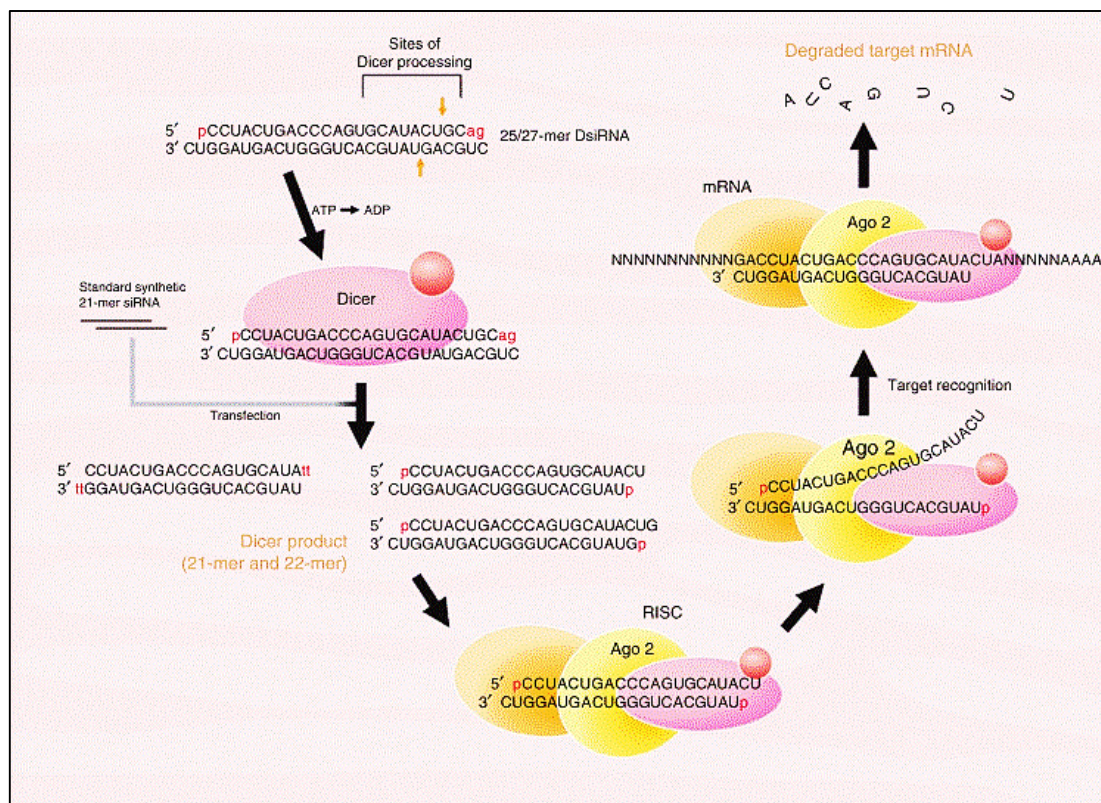 Sites of
Dicer processing
5′ pCCUACUGACCCAGUGCAUACUGCag
3′ CUGGAUGACUGGGUCACGUAUGACGUC
25/27-mer DsiRNA
ATP → ADP
Dicer
5′ pCCUACUGACCCAGUGCAUACUGCag
3′ CUGGAUGACUGGGUCACGUAUGACGUC
Standard synthetic
21-mer siRNA
Transfection
5′ CCUACUGACCCAGUGCAUAtt
3′ ttGGAUGACUGGGUCACGUAU
5′ pCCUACUGACCCAGUGCAUACU
3′ CUGGAUGACUGGGUCACGUAUp
5′ pCCUACUGACCCAGUGCAUACUG
3′ CUGGAUGACUGGGUCACGUAUGp
Dicer product
(21-mer and 22-mer)
RISC
Ago 2
5′ pCCUACUGACCCAGUGCAUACU
3′ CUGGAUGACUGGGUCACGUAUp
Ago 2
5′ pCCUACUGACCCAGUGCAUACU
3′ CUGGAUGACUGGGUCACGUAUp
Target recognition
mRNA
Ago 2
NNNNNNNNNNNGACCUACUGACCCAGUGCAUACUANNNNNAAAA
3′ CUGGAUGACUGGGUCACGUAU
Degraded target mRNA
A U C A G U C U